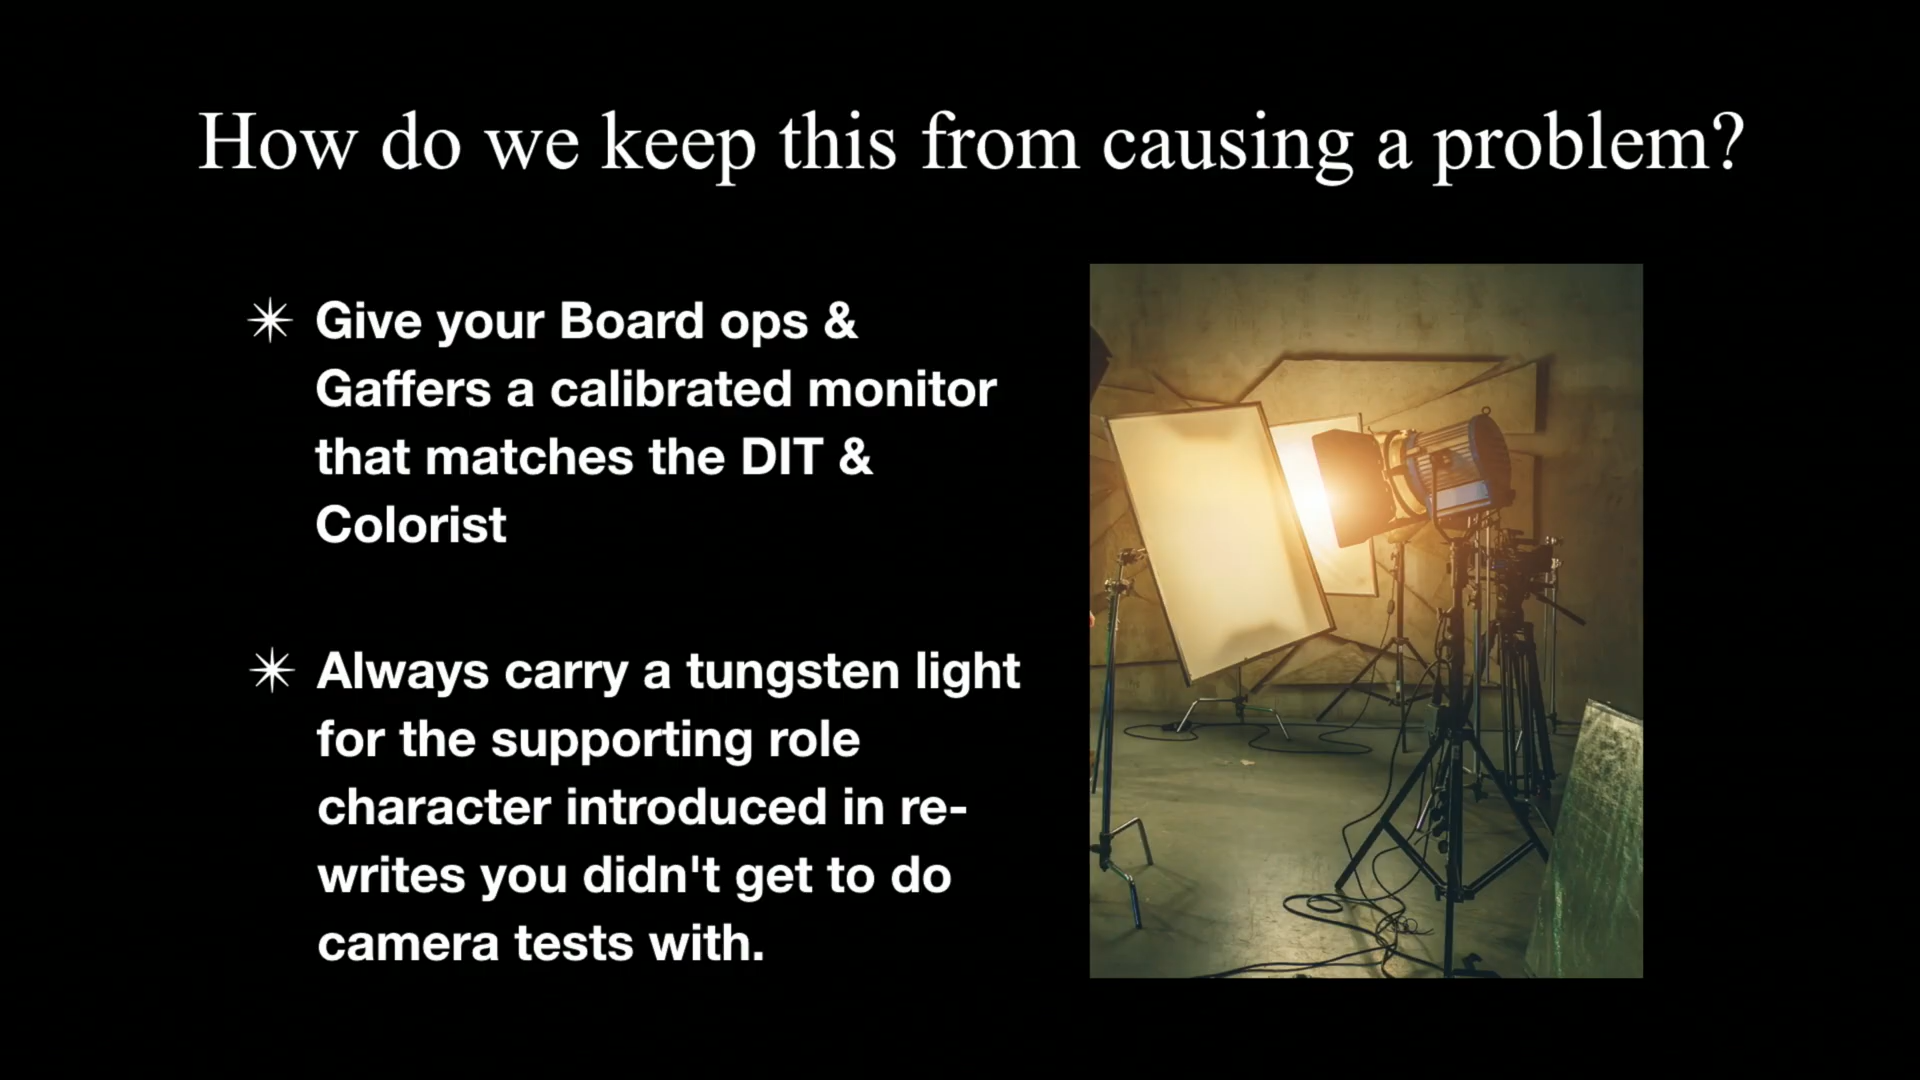 How do we keep this from causing a problem?
Give your Board ops &
Gaffers a calibrated monitor
that matches the DIT &
Colorist
Always carry a tungsten light
for the supporting role
character introduced in re-
writes you didn't get to do
camera tests with.